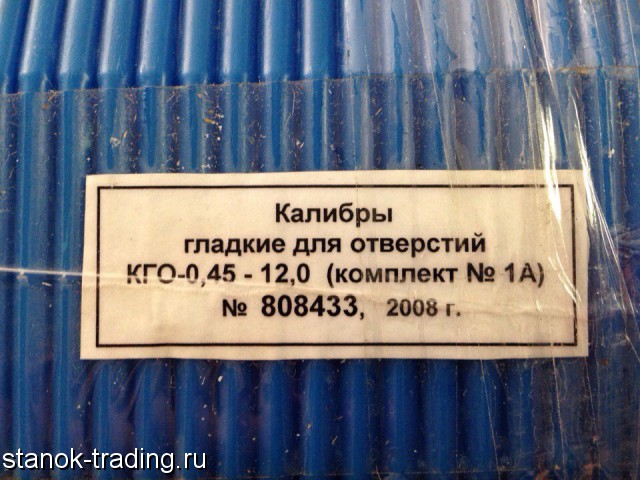 Калибры
гладкие для отверстий
КГО-0,45 - 12,0 (комплект № 1А)
№ 808433, 2008 г.
stanok-trading.ru